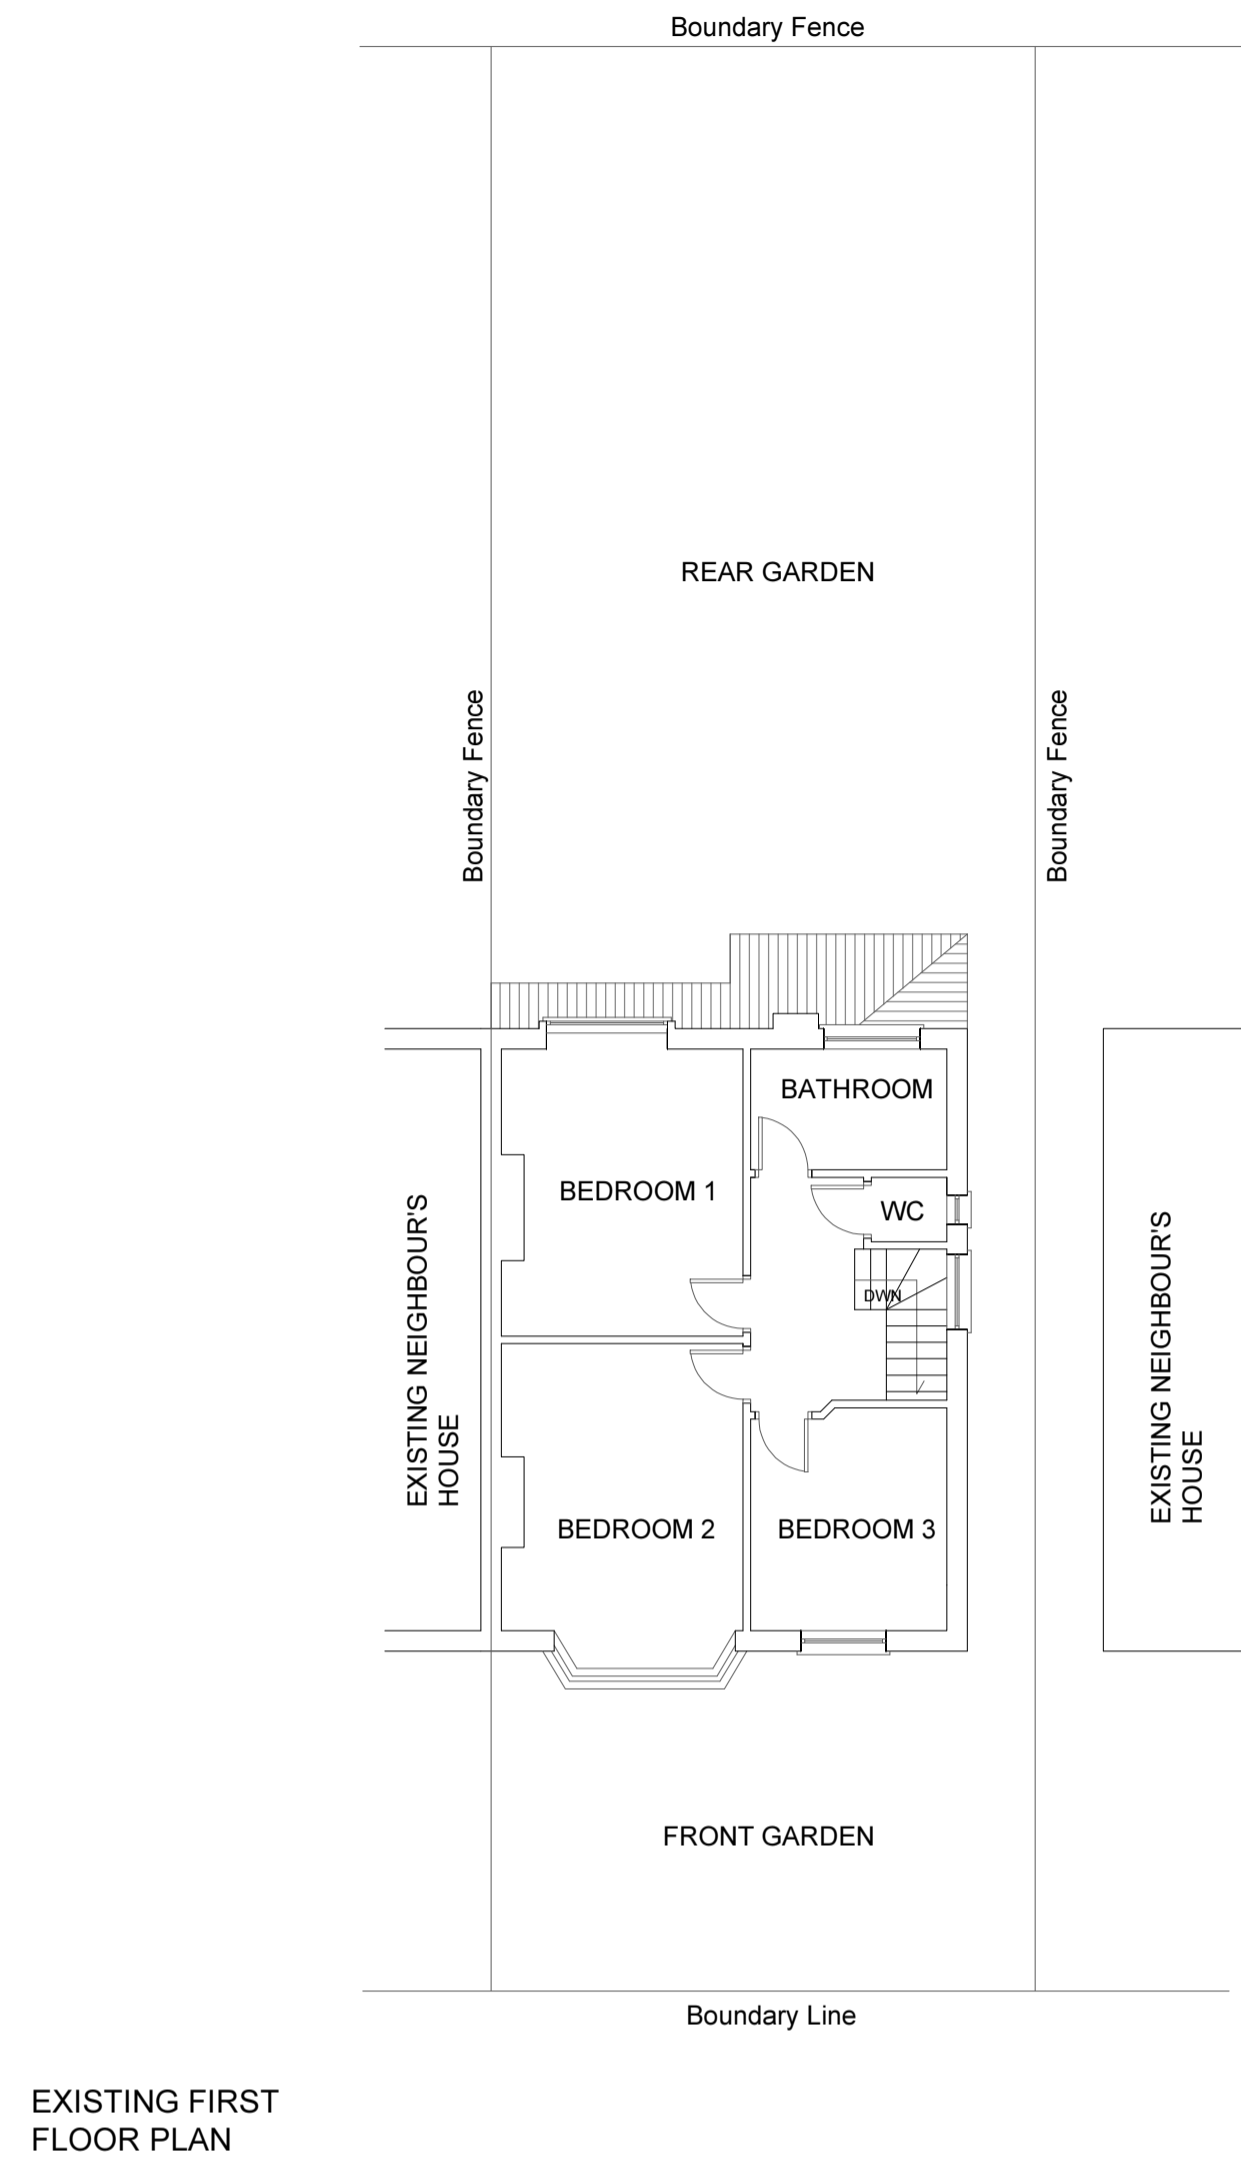 Boundary Fence
REAR GARDEN
Boundary Fence
Boundary Fence
BATHROOM
BEDROOM 1
WC
DWN
EXISTING NEIGHBOUR'S
HOUSE
EXISTING NEIGHBOUR'S
HOUSE
BEDROOM 2
BEDROOM 3
FRONT GARDEN
Boundary Line
EXISTING FIRST
FLOOR PLAN